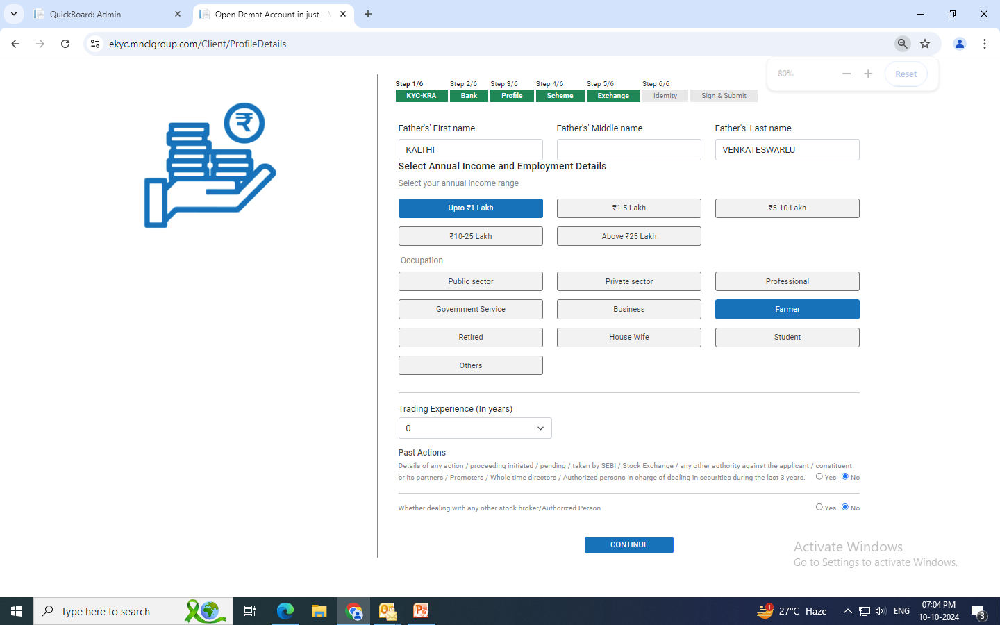 QuickBoard: Admin
Open Demat Account in just -
ekyc.mnclgroup.com/Client/ProfileDetails
80%
Reset
Step 1/6 Step 2/6 Step 3/6 Step 4/6 Step 5/6 Step 6/6
KYC-KRA Bank Profile Scheme Exchange Identity Sign & Submit
Father's' First name Father's' Middle name Father's' Last name
KALTHI VENKATESWARLU
Select Annual Income and Employment Details
Select your annual income range
Upto ₹1 Lakh ₹1-5 Lakh ₹5-10 Lakh
₹10-25 Lakh Above ₹25 Lakh
Occupation
Public sector Private sector Professional
Government Service Business Farmer
Retired House Wife Student
Others
Trading Experience (In years)
0
Past Actions
Details of any action / proceeding initiated / pending / taken by SEBI / Stock Exchange / any other authority against the applicant / constituent
or its partners / Promoters / Whole time directors / Authorized persons in-charge of dealing in securities during the last 3 years. Yes No
Whether dealing with any other stock broker/Authorized Person Yes No
CONTINUE
Activate Windows
Go to Settings to activate Windows.
Type here to search
1
27°C Haze
ENG
07:04 PM
10-10-2024
3